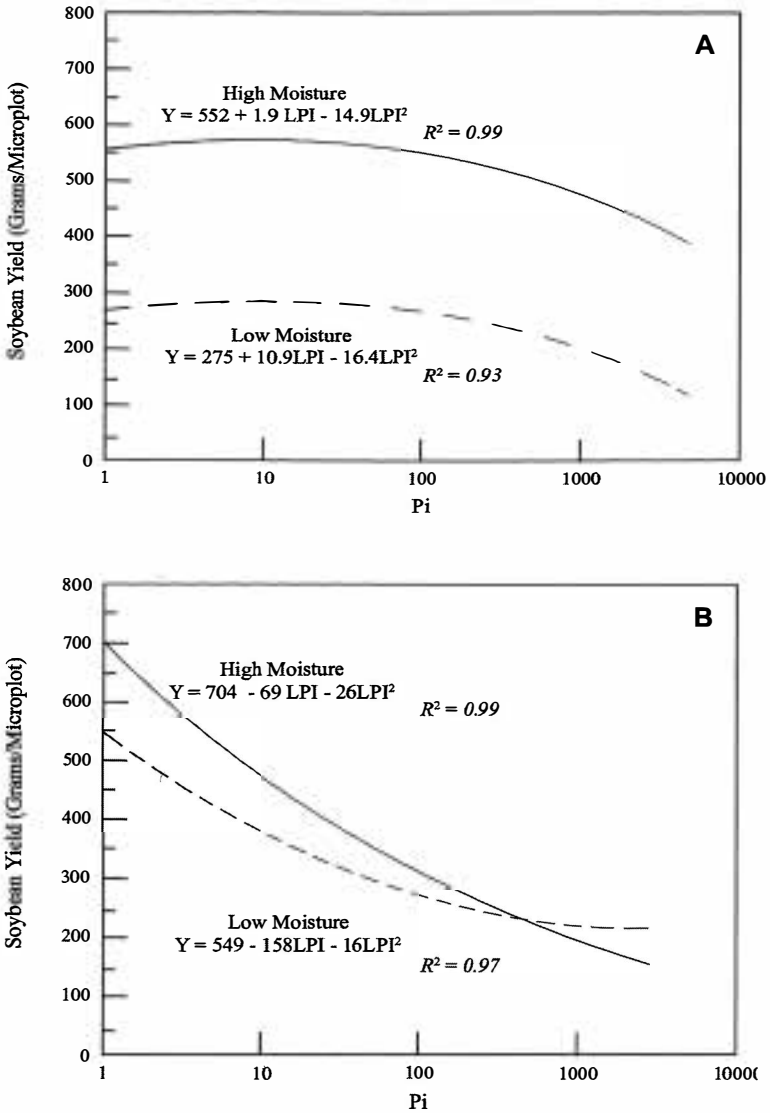 A
800
700
600
500
400
300
200
100
0
Soybean Yield (Grams/Microplot)
High Moisture
Y = 552 + 1.9 LPI - 14.9LPI²
R² = 0.99
Low Moisture
Y = 275 + 10.9LPI - 16.4LPI²
R² = 0.93
1 10 100 1000 10000
Pi
B
800
700
600
500
400
300
200
100
0
Soybean Yield (Grams/Microplot)
High Moisture
Y = 704 - 69 LPI - 26LPI²
R² = 0.99
Low Moisture
Y = 549 - 158LPI - 16LPI²
R² = 0.97
1 10 100 1000 1000(
Pi